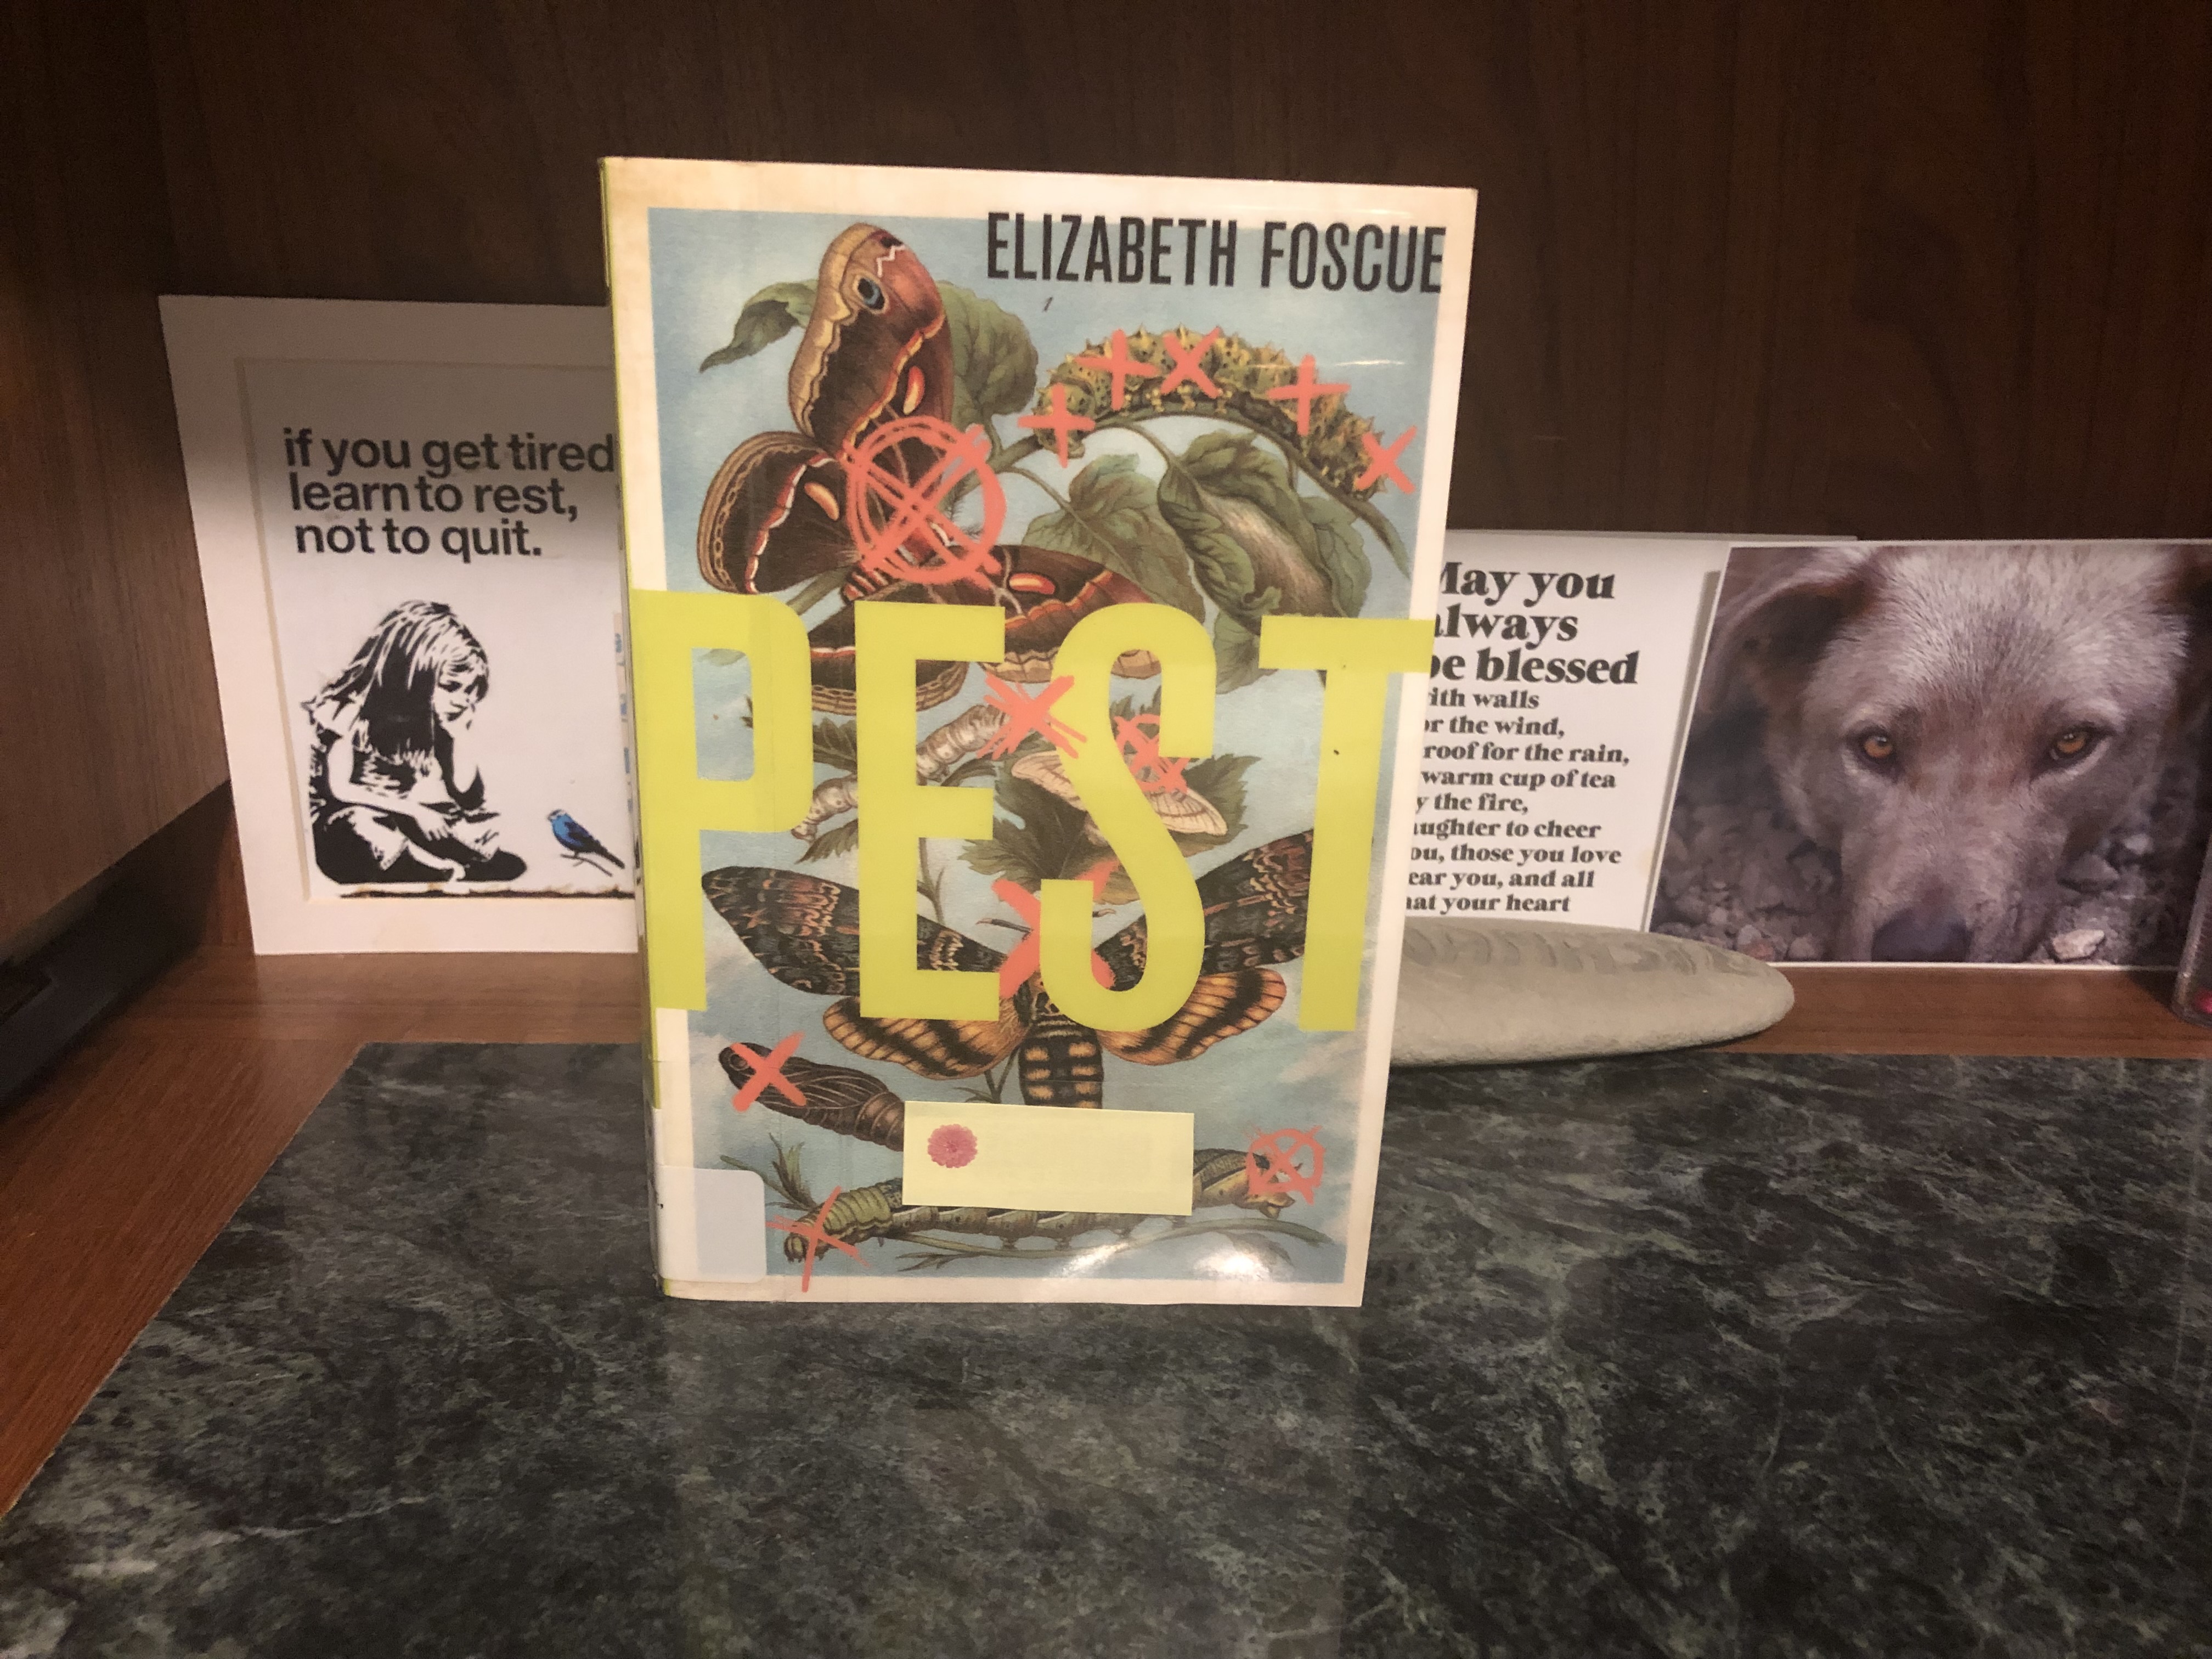 ELIZABETH FOSCUE
PEST
if you get tired
learn to rest,
not to quit.
May you
always
be blessed
with walls
for the wind,
roof for the rain,
warm cup of tea
by the fire,
laughter to cheer
you, those you love
near you, and all
that your heart